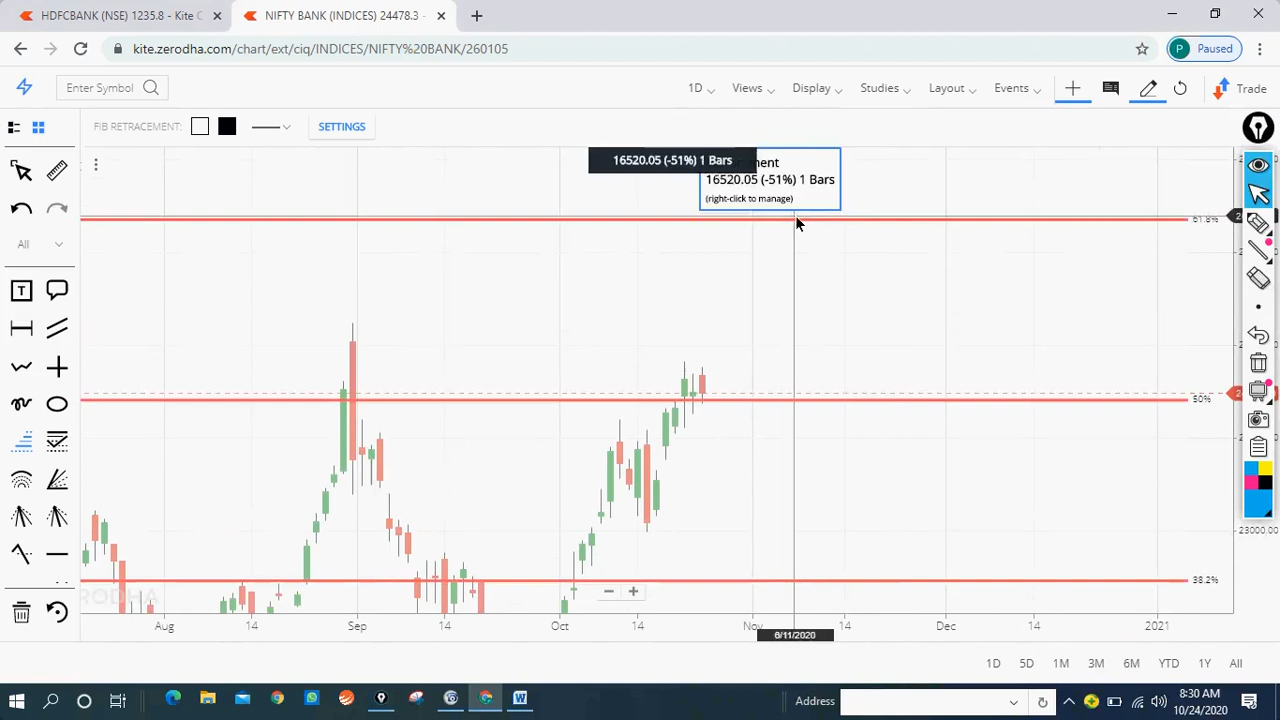 HDFCBANK (NSE) 1235.8 - Kite C
NIFTY BANK (INDICES) 24478.3 -
kite.zerodha.com/chart/ext/ciq/INDICES/NIFTY%20BANK/260105
P Paused
Enter Symbol
1D Views Display Studies Layout Events Trade
FIB RETRACEMENT: SETTINGS
16520.05 (-51%) 1 Bars
16520.05 (-51%) 1 Bars
(right-click to manage)
61.8%
All
T
50%
23000.00
38.2%
Aug 14 Sep 14 Oct 14 Nov 14 Dec 14 2021
6/11/2020
1D 5D 1M 3M 6M YTD 1Y All
Address
8:30 AM
10/24/2020